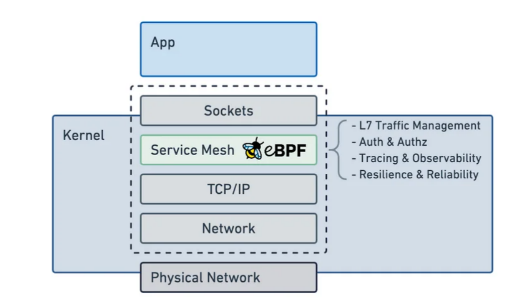 App
Sockets
Kernel
Service Mesh eBPF
TCP/IP
Network
Physical Network
- L7 Traffic Management
- Auth & Authz
- Tracing & Observability
- Resilience & Reliability